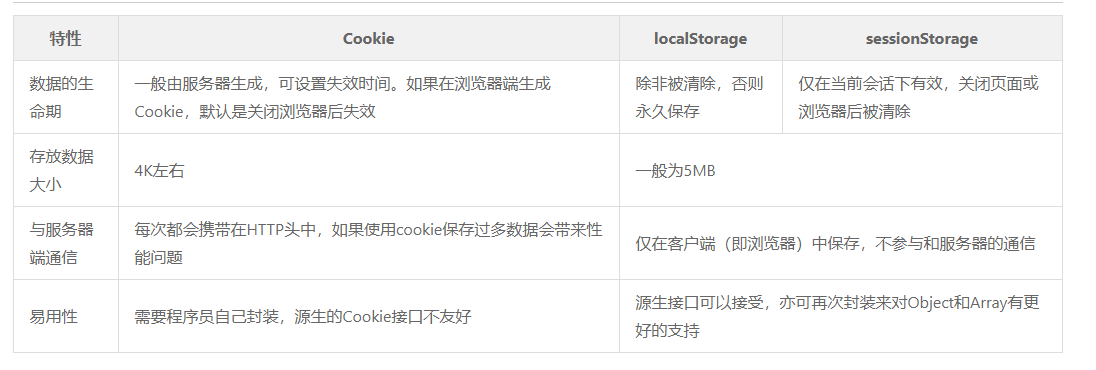 特性 Cookie localStorage sessionStorage
数据的生命期 一般由服务器生成，可设置失效时间。如果在浏览器端生成Cookie，默认是关闭浏览器后失效 除非被清除，否则永久保存 仅在当前会话下有效，关闭页面或浏览器后被清除
存放数据大小 4K左右 一般为5MB
与服务器端通信 每次都会携带在HTTP头中，如果使用cookie保存过多数据会带来性能问题 仅在客户端（即浏览器）中保存，不参与和服务器的通信
易用性 需要程序员自己封装，源生的Cookie接口不友好 源生接口可以接受，亦可再次封装来对Object和Array有更好的支持